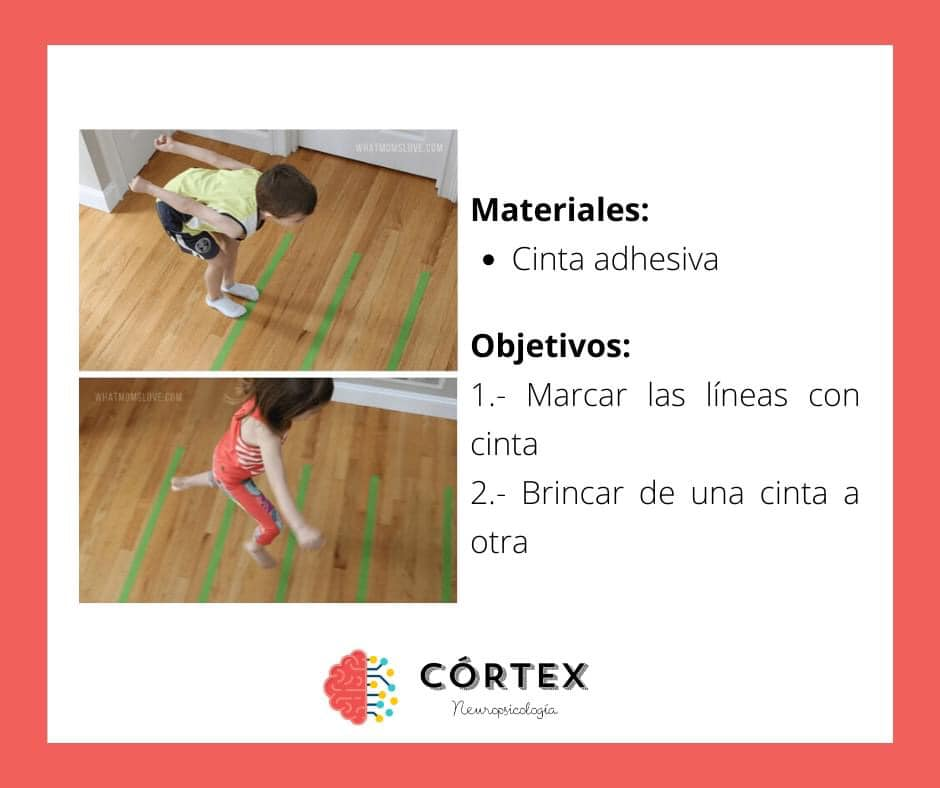 WHATMOMSLOVE.COM
Materiales:
• Cinta adhesiva
Objetivos:
1.- Marcar las líneas con
cinta
2.- Brincar de una cinta a
otra
WHATMOMSLOVE.COM
CÓRTEX
Neuropsicología